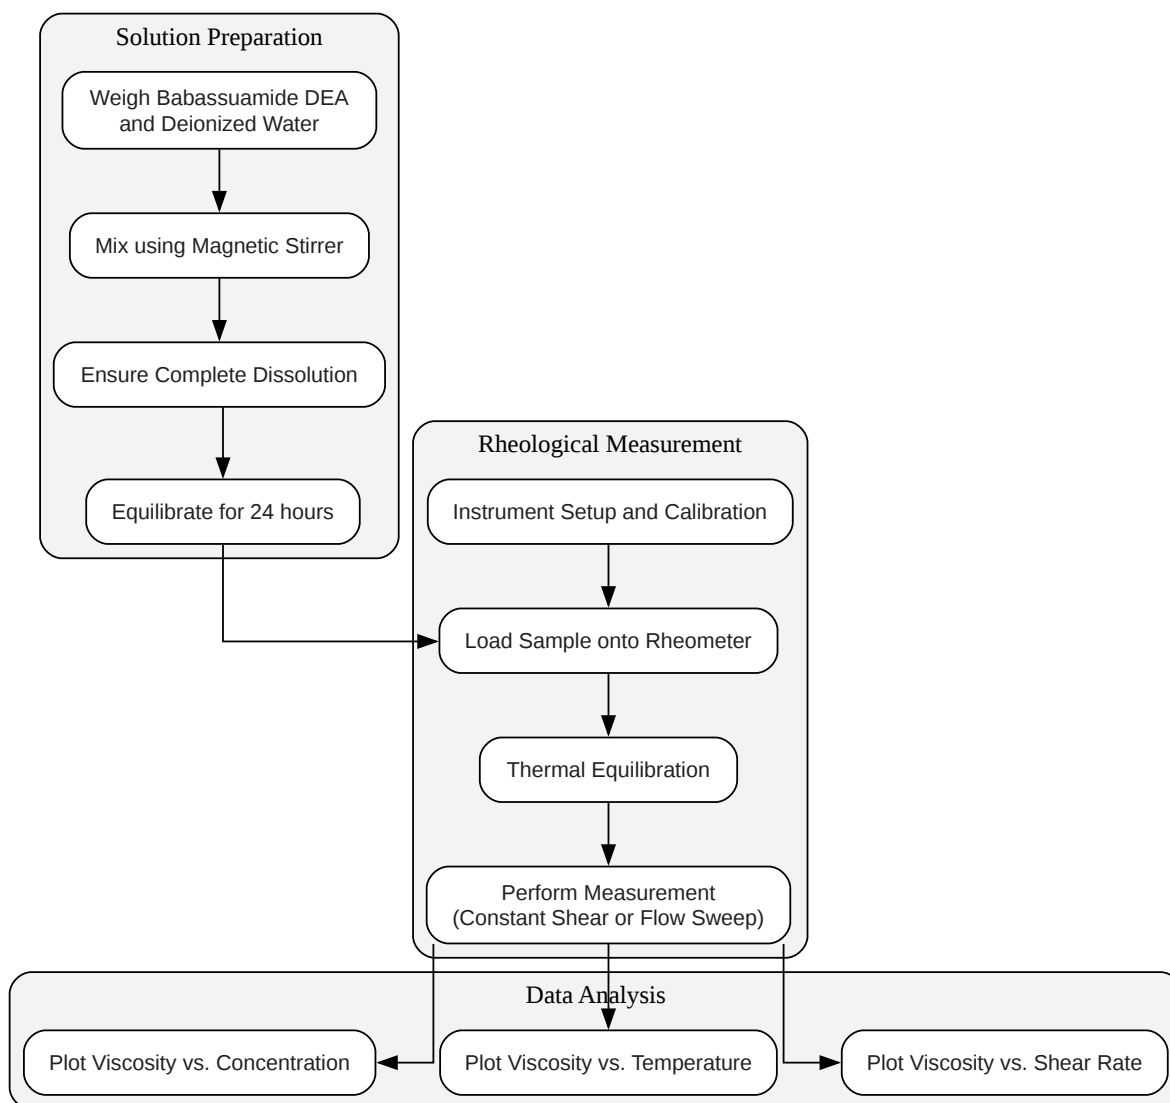 Solution Preparation
Weigh Babassuamide DEA
and Deionized Water
Mix using Magnetic Stirrer
Ensure Complete Dissolution
Equilibrate for 24 hours
Rheological Measurement
Instrument Setup and Calibration
Load Sample onto Rheometer
Thermal Equilibration
Perform Measurement
(Constant Shear or Flow Sweep)
Data Analysis
Plot Viscosity vs. Concentration
Plot Viscosity vs. Temperature
Plot Viscosity vs. Shear Rate